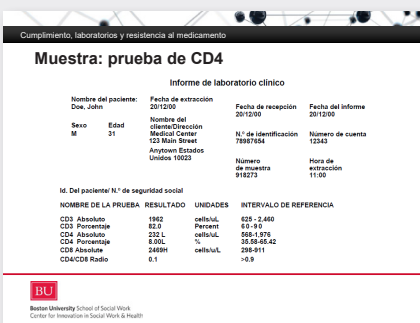 Cumplimiento, laboratorios y resistencia al medicamento
Muestra: prueba de CD4
Informe de laboratorio clínico
Nombre del paciente:
Doe, John
Sexo Edad
M 31
Fecha de extracción
20/12/00
Nombre del
cliente/Dirección
Medical Center
123 Main Street
Anytown Estados
Unidos 10023
Fecha de recepción
20/12/00
N.º de identificación
78987654
Número
de muestra
918273
Fecha del informe
20/12/00
Número de cuenta
12343
Hora de
extracción
11:00
Id. Del paciente/ N.º de seguridad social
NOMBRE DE LA PRUEBA RESULTADO UNIDADES INTERVALO DE REFERENCIA
CD3 Absoluto 1962 cells/uL 625 - 2,460
CD3 Porcentaje 82.0 Percent 60 - 90
CD4 Absoluto 232 L cells/uL 568-1.976
CD4 Porcentaje 8.00L % 35.58-65.42
CD8 Absolute 2469H cells/u/L 298-911
CD4/CD8 Radio 0.1 >0.9
BU
Boston University School of Social Work
Center for Innovation in Social Work & Health